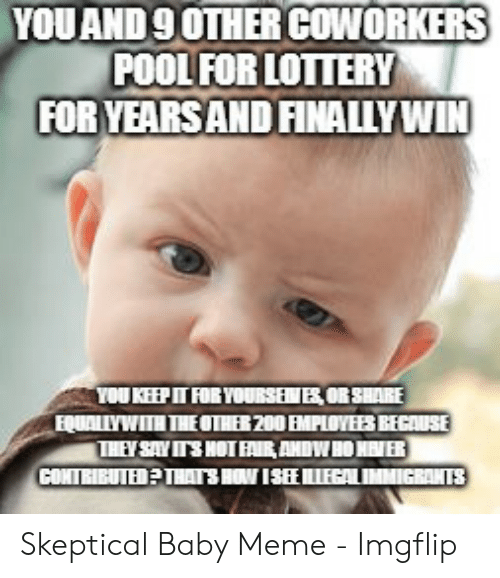 YOU AND 9 OTHER COWORKERS
POOL FOR LOTTERY
FOR YEARS AND FINALLY WIN
YOU KEEP IT FOR YOURSELVES, OR SHARE
EQUALLY WITH THE OTHER 200 EMPLOYEES BECAUSE
THEY SAY IT'S NOT FAIR, AND WHO NEVER
CONTRIBUTED? THAT'S HOW I SEE ILLEGAL IMMIGRANTS
Skeptical Baby Meme - Imgflip